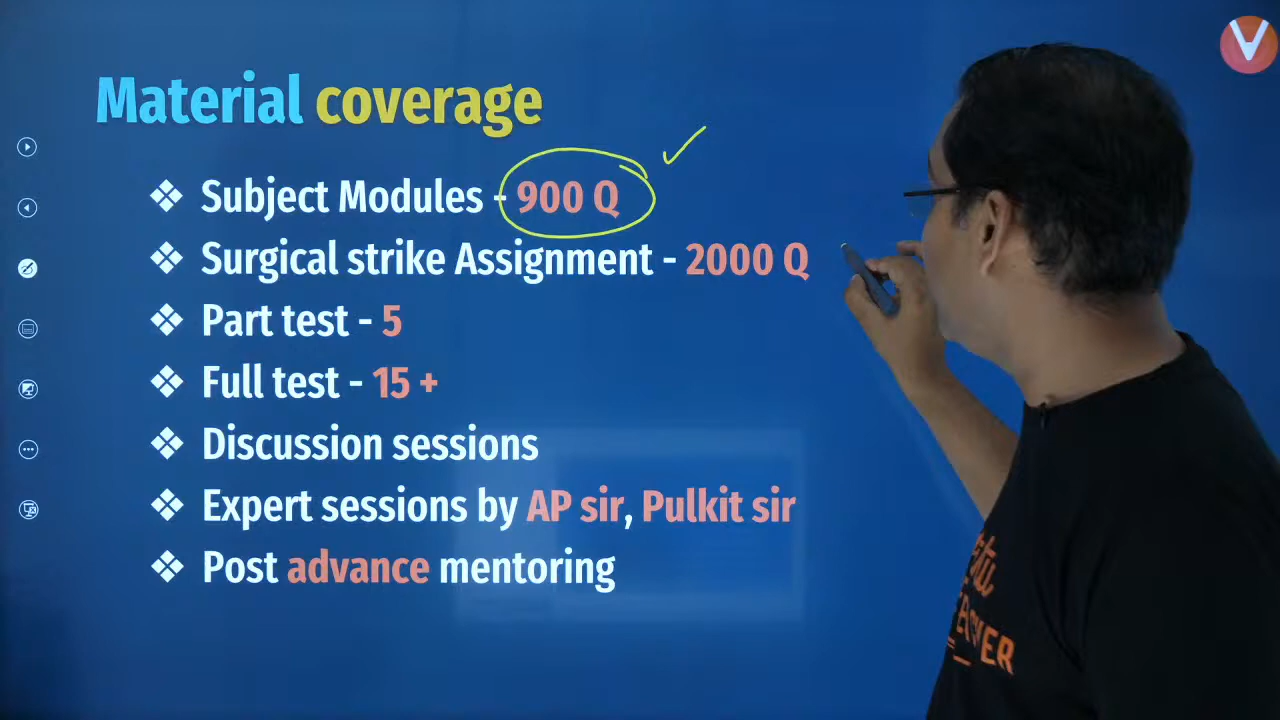 Material coverage
❖ Subject Modules - 900 Q
❖ Surgical strike Assignment - 2000 Q
❖ Part test - 5
❖ Full test - 15 +
❖ Discussion sessions
❖ Expert sessions by AP sir, Pulkit sir
❖ Post advance mentoring
V